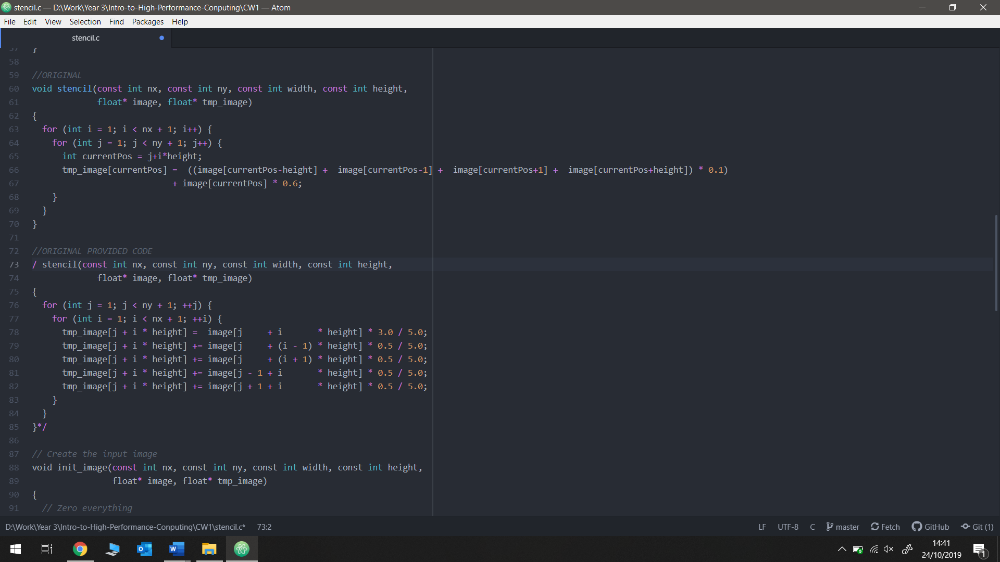 stencil.c — D:\Work\Year 3\Intro-to-High-Performance-Conputing\CW1 — Atom
File Edit View Selection Find Packages Help
stencil.c
57 }
58
59 //ORIGINAL
60 void stencil(const int nx, const int ny, const int width, const int height,
61 float* image, float* tmp_image)
62 {
63 for (int i = 1; i < nx + 1; i++) {
64 for (int j = 1; j < ny + 1; j++) {
65 int currentPos = j+i*height;
66 tmp_image[currentPos] = ((image[currentPos-height] + image[currentPos-1] + image[currentPos+1] + image[currentPos+height]) * 0.1)
67 + image[currentPos] * 0.6;
68 }
69 }
70 }
71
72 //ORIGINAL PROVIDED CODE
73 / stencil(const int nx, const int ny, const int width, const int height,
74 float* image, float* tmp_image)
75 {
76 for (int j = 1; j < ny + 1; ++j) {
77 for (int i = 1; i < nx + 1; ++i) {
78 tmp_image[j + i * height] = image[j + i * height] * 3.0 / 5.0;
79 tmp_image[j + i * height] += image[j + (i - 1) * height] * 0.5 / 5.0;
80 tmp_image[j + i * height] += image[j + (i + 1) * height] * 0.5 / 5.0;
81 tmp_image[j + i * height] += image[j - 1 + i * height] * 0.5 / 5.0;
82 tmp_image[j + i * height] += image[j + 1 + i * height] * 0.5 / 5.0;
83 }
84 }
85 }*/
86
87 // Create the input image
88 void init_image(const int nx, const int ny, const int width, const int height,
89 float* image, float* tmp_image)
90 {
91 // Zero everything
D:\Work\Year 3\Intro-to-High-Performance-Conputing\CW1\stencil.c* 73:2 LF UTF-8 C master Fetch GitHub Git (1)
14:41
24/10/2019
1